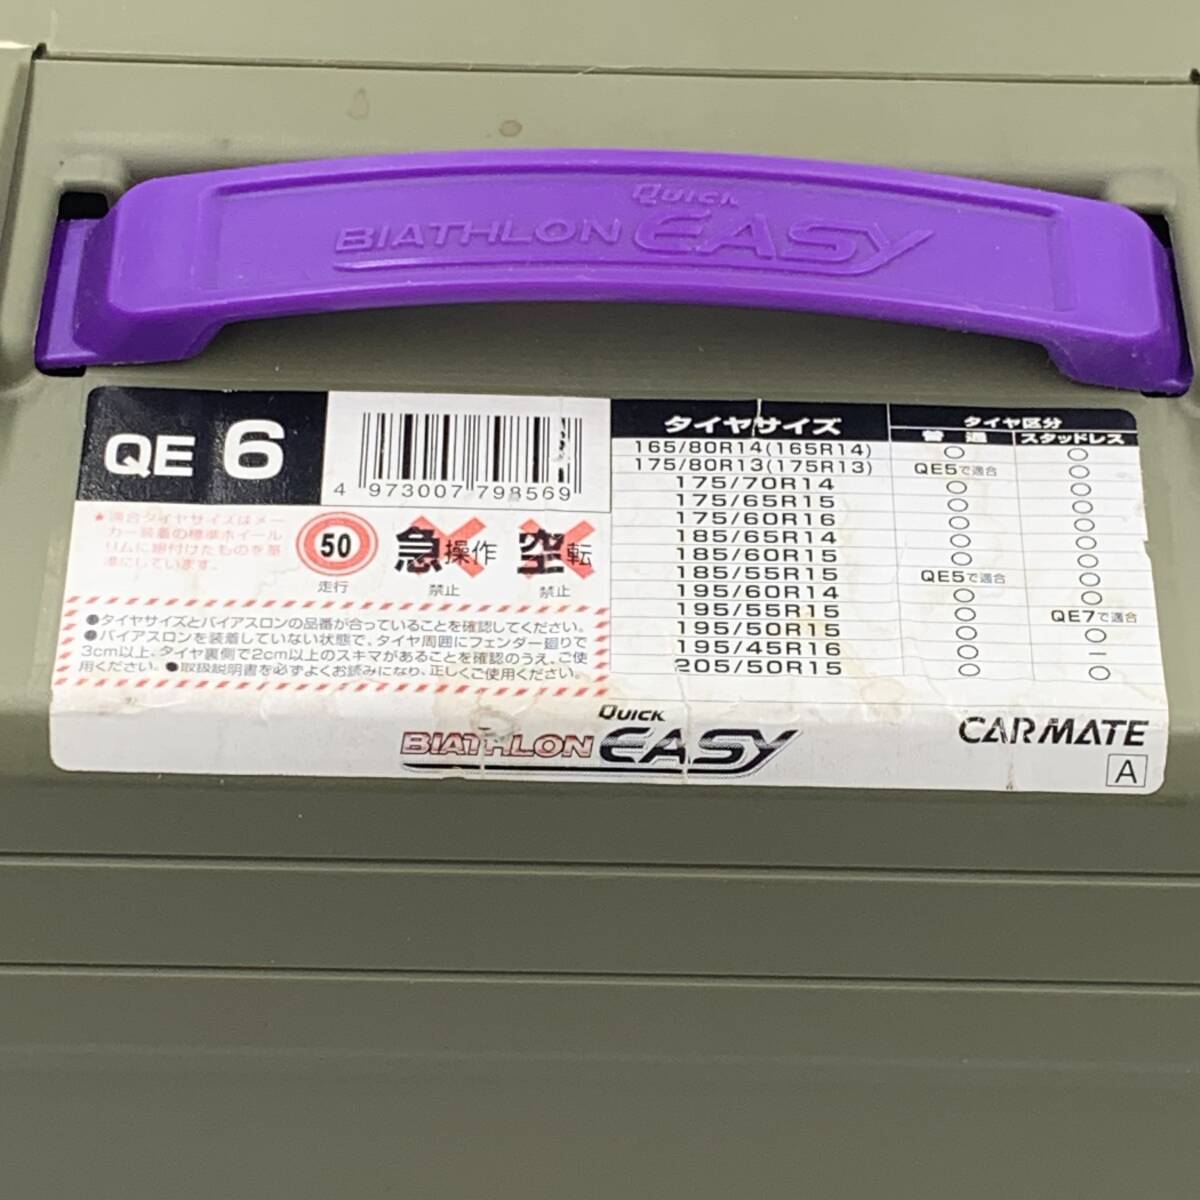 Quick
BIATHLON EASY
QE 6
4 973007 798569
★適合タイヤサイズはメー
カー装着の標準ホイール
リムに組付けたものを基
準にしています。
50
走行
急操作
禁止
空転
禁止
●タイヤサイズとバイアスロンの品番が合っていることを確認してください。
●バイアスロンを装着していない状態で、タイヤ周囲にフェンダー廻りで
3cm以上、タイヤ裏側で2cm以上のスキマがあることを確認のうえ、ご使
用ください。●取扱説明書を必ずよくお読みになり、正しくご使用ください。
タイヤサイズ タイヤ区分
普通 スタッドレス
165/80R14(165R14) ○ ○
175/80R13(175R13) QE5で適合 ○
175/70R14 ○ ○
175/65R15 ○ ○
175/60R16 ○ ○
185/65R14 ○ ○
185/60R15 ○ ○
185/55R15 QE5で適合 ○
195/60R14 ○ ○
195/55R15 ○ QE7で適合
195/50R15 ○ ○
195/45R16 ○ −
205/50R15 ○ ○
Quick
BIATHLON EASY
CARMATE
A